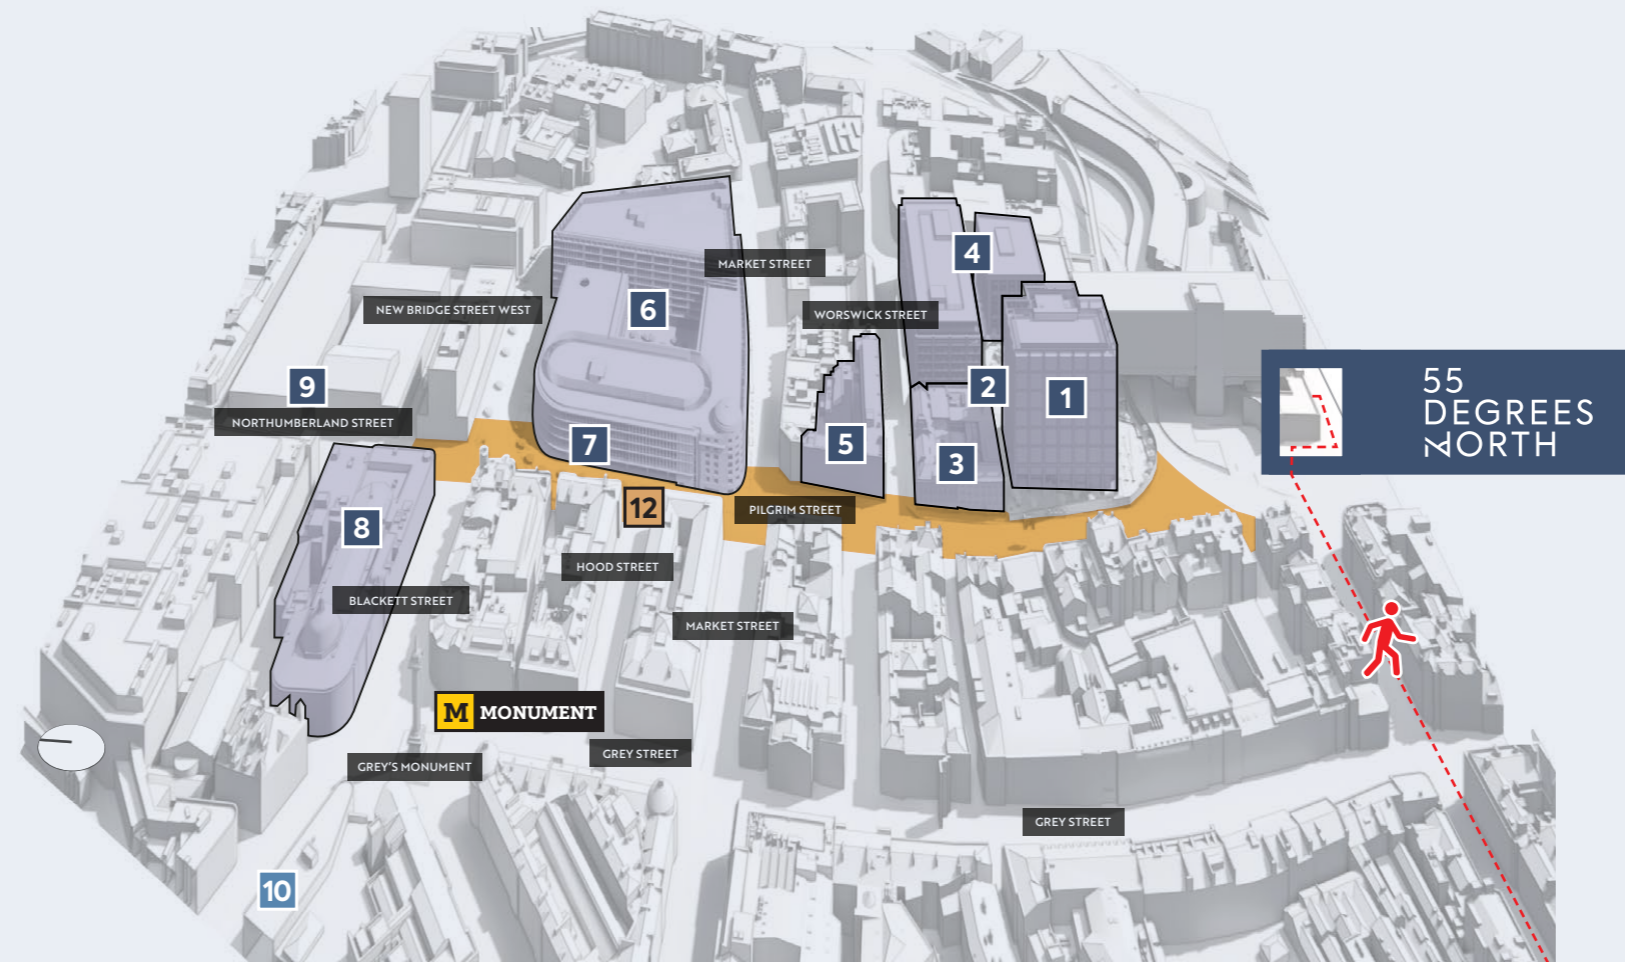 4
MARKET STREET
6
NEW BRIDGE STREET WEST
WORSWICK STREET
9
2
1
55
DEGREES
NORTH
NORTHUMBERLAND STREET
7
5
3
12
PILGRIM STREET
8
HOOD STREET
BLACKETT STREET
MARKET STREET
M MONUMENT
GREY STREET
GREY'S MONUMENT
GREY STREET
10